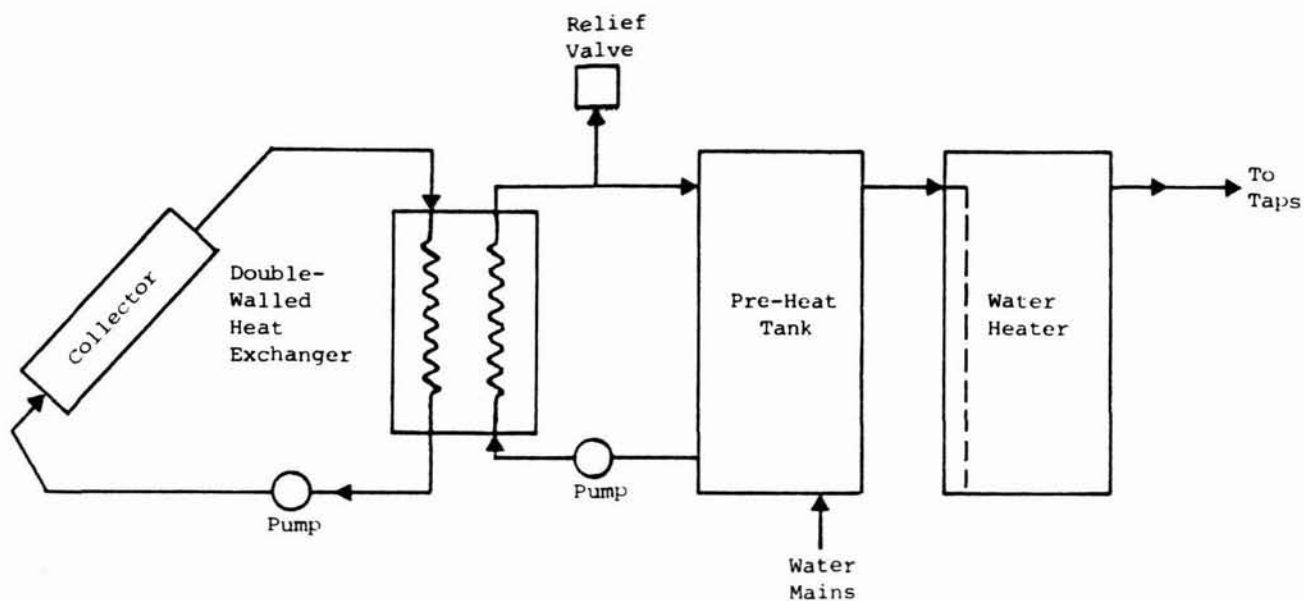 Relief
Valve
Collector
Double-
Walled
Heat
Exchanger
Pump
Pump
Pre-Heat
Tank
Water
Mains
Water
Heater
To
Taps